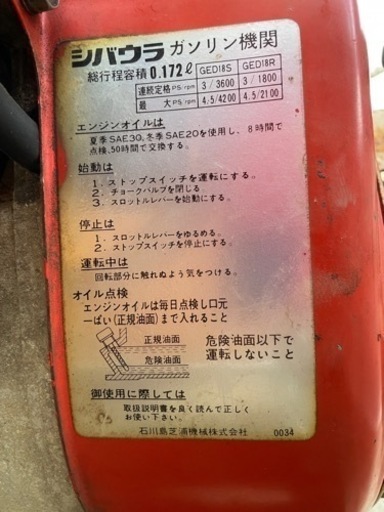 シバウラ ガソリン機関
総行程容積 0.172ℓ
GED18S GED18R
連続定格PS/rpm 3/3600 3/1800
最大PS/rpm 4.5/4200 4.5/2100
エンジンオイルは
夏季SAE30,冬季SAE20を使用し、8時間で
点検、50時間で交換する。
始動は
1. ストップスイッチを運転にする。
2. チョークバルブを閉じる。
3. スロットルレバーを始動にする。
停止は
1. スロットルレバーをゆるめる。
2. ストップスイッチを停止にする。
運転中は
回転部分に触れぬよう気をつける。
オイル点検
エンジンオイルは毎日点検し口元
一ぱい(正規油面)まで入れること
正規油面
危険油面
危険油面以下で
運転しないこと
御使用に際しては
取扱説明書を良く読んで正しく
お使い下さい。
石川島芝浦機械株式会社 0034